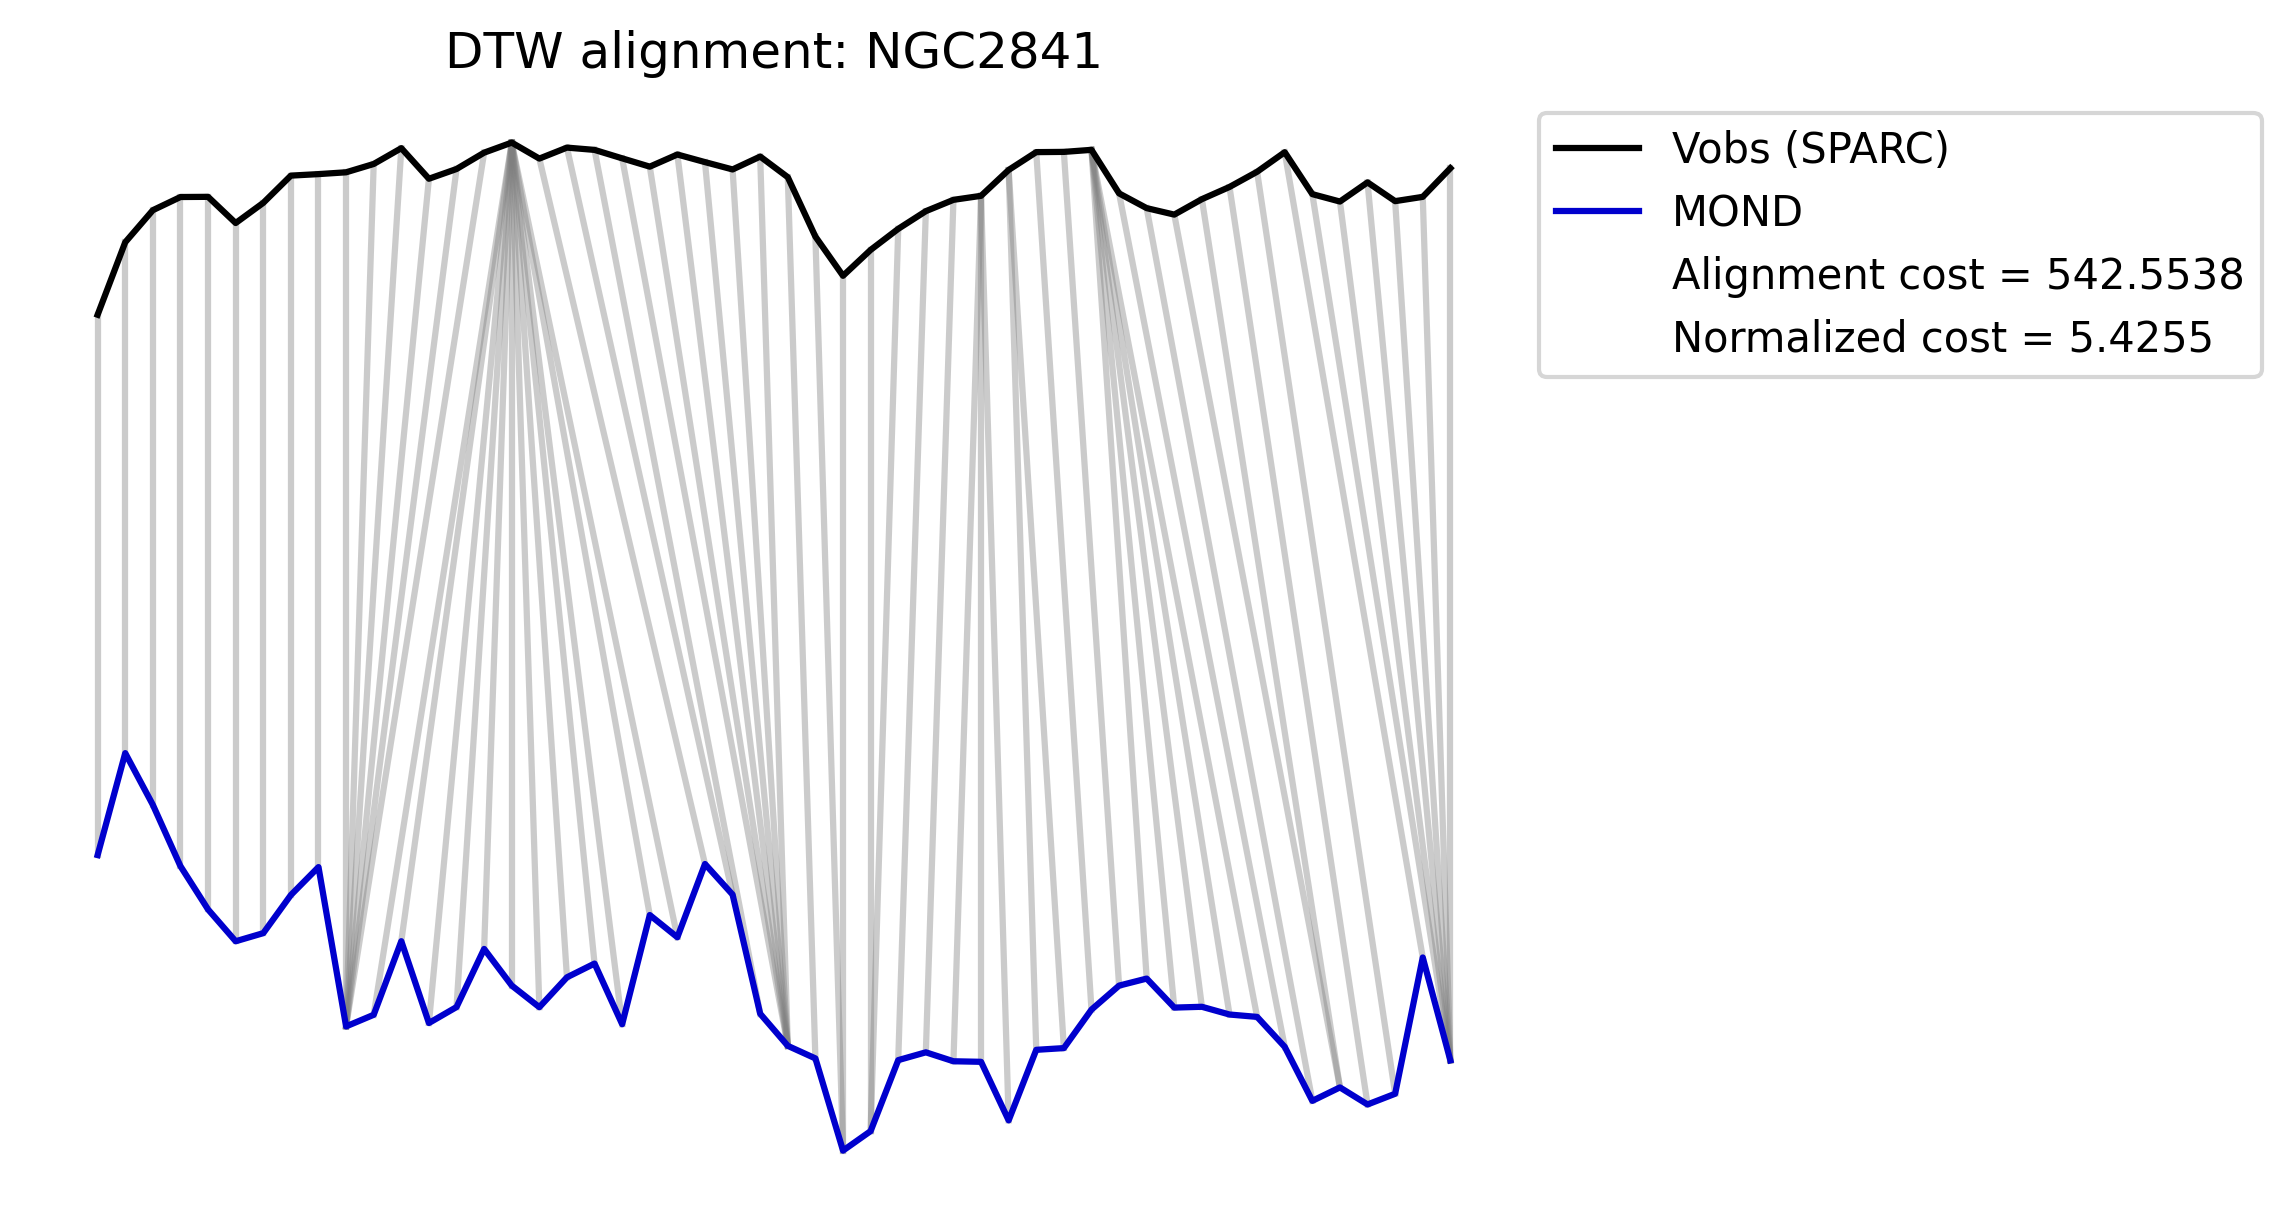 DTW alignment: NGC2841
Vobs (SPARC)
MOND
Alignment cost = 542.5538
Normalized cost = 5.4255